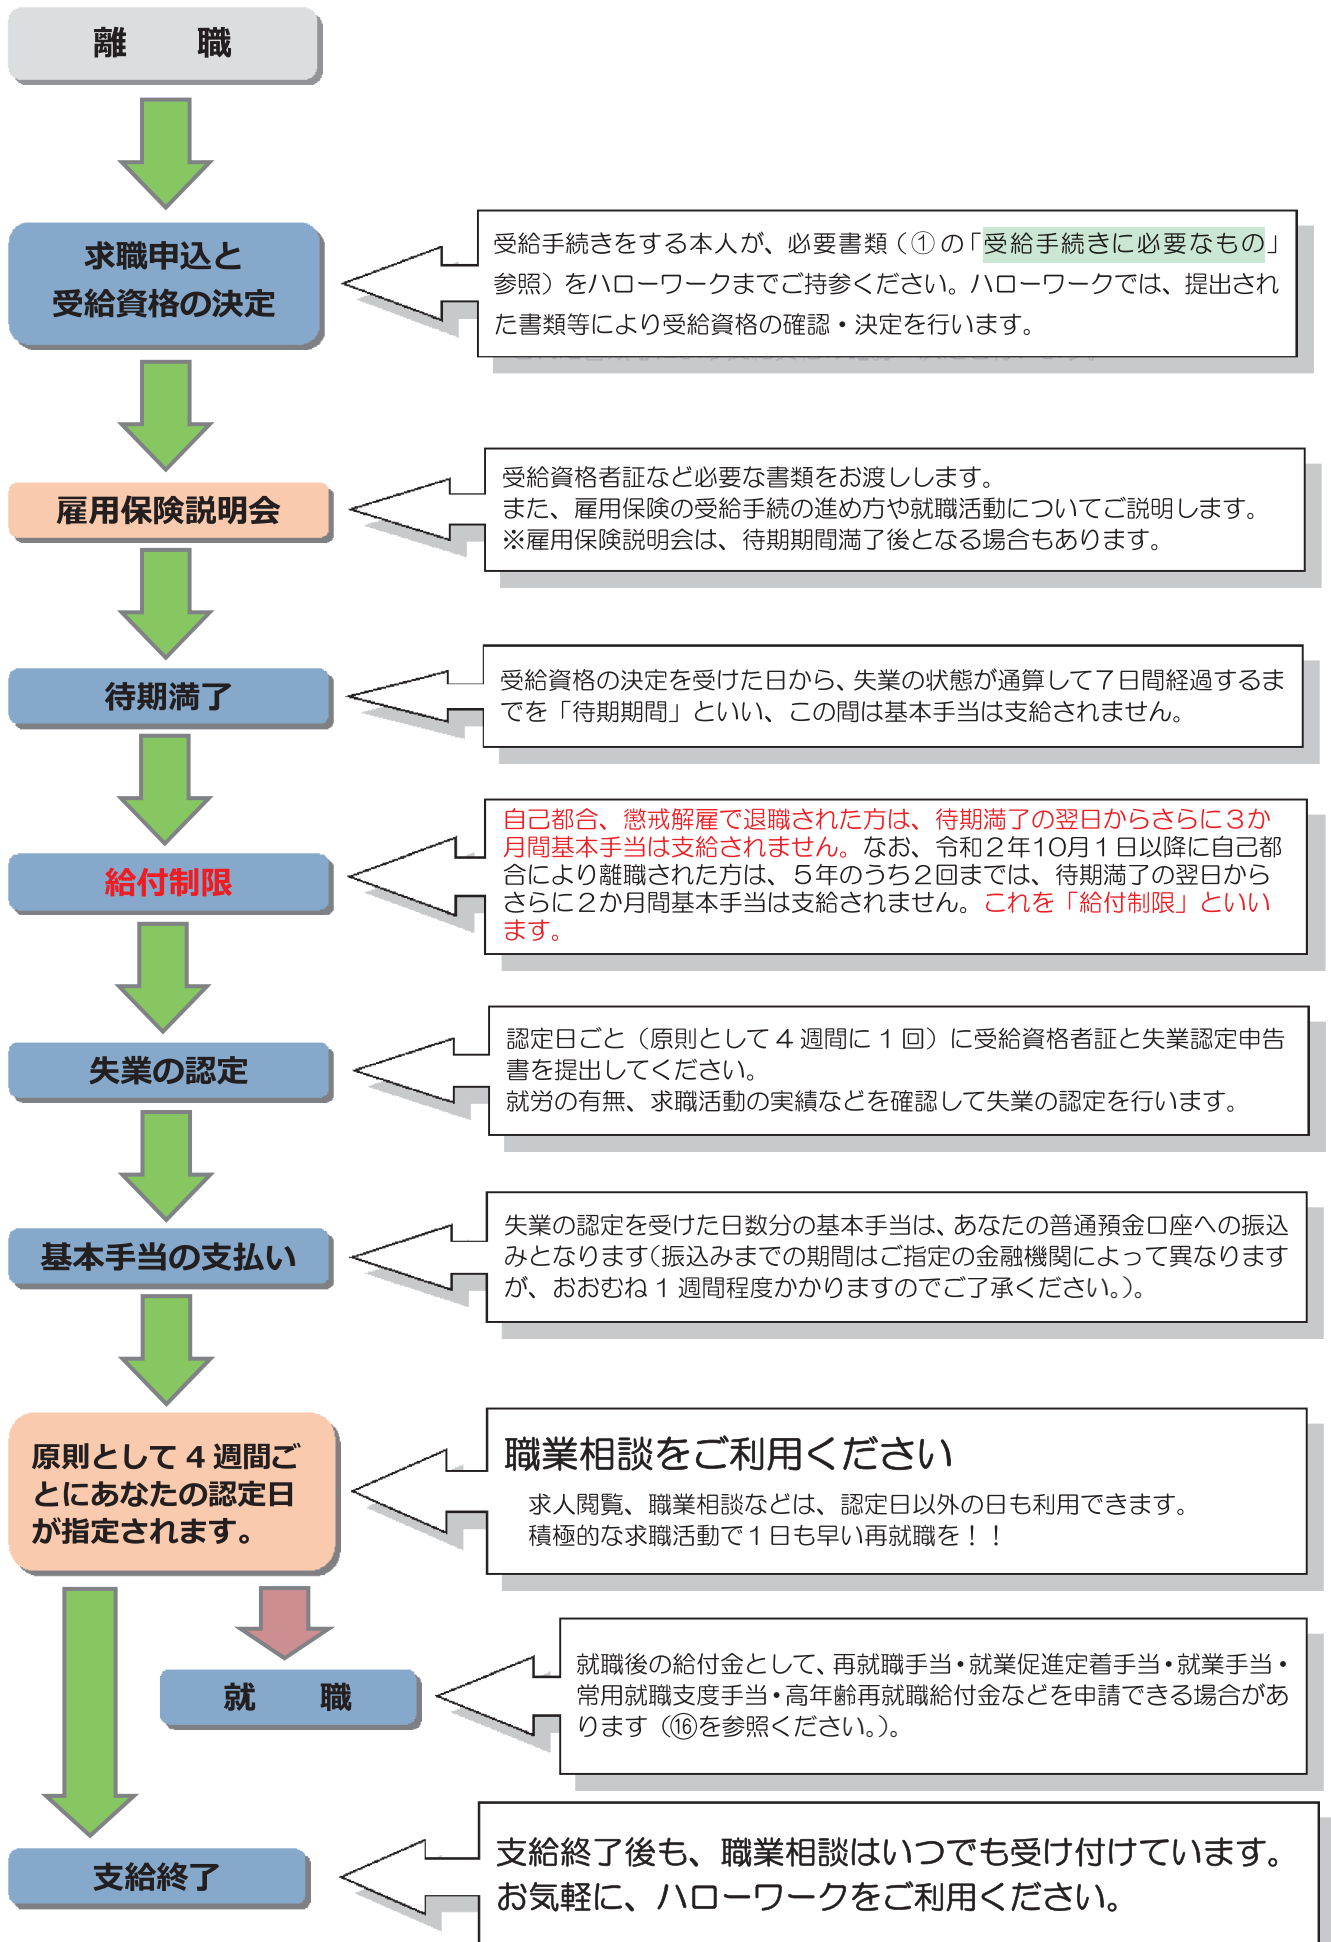 離　　職
求職申込と
受給資格の決定
受給手続きをする本人が、必要書類（①の「受給手続きに必要なもの」
参照）をハローワークまでご持参ください。ハローワークでは、提出され
た書類等により受給資格の確認・決定を行います。
雇用保険説明会
受給資格者証など必要な書類をお渡しします。
また、雇用保険の受給手続の進め方や就職活動についてご説明します。
※雇用保険説明会は、待期期間満了後となる場合もあります。
待期満了
受給資格の決定を受けた日から、失業の状態が通算して７日間経過するま
でを「待期期間」といい、この間は基本手当は支給されません。
給付制限
自己都合、懲戒解雇で退職された方は、待期満了の翌日からさらに３か
月間基本手当は支給されません。なお、令和２年10月１日以降に自己都
合により離職された方は、５年のうち２回までは、待期満了の翌日から
さらに２か月間基本手当は支給されません。これを「給付制限」といい
ます。
失業の認定
認定日ごと（原則として 4 週間に 1 回）に受給資格者証と失業認定申告
書を提出してください。
就労の有無、求職活動の実績などを確認して失業の認定を行います。
基本手当の支払い
失業の認定を受けた日数分の基本手当は、あなたの普通預金口座への振込
みとなります（振込みまでの期間はご指定の金融機関によって異なります
が、おおむね 1 週間程度かかりますのでご了承ください。）。
原則として 4 週間ご
とにあなたの認定日
が指定されます。
職業相談をご利用ください
求人閲覧、職業相談などは、認定日以外の日も利用できます。
積極的な求職活動で１日も早い再就職を！！
就　　職
就職後の給付金として、再就職手当・就業促進定着手当・就業手当・
常用就職支度手当・高年齢再就職給付金などを申請できる場合があ
ります（⑯を参照ください。）。
支給終了
支給終了後も、職業相談はいつでも受け付けています。
お気軽に、ハローワークをご利用ください。